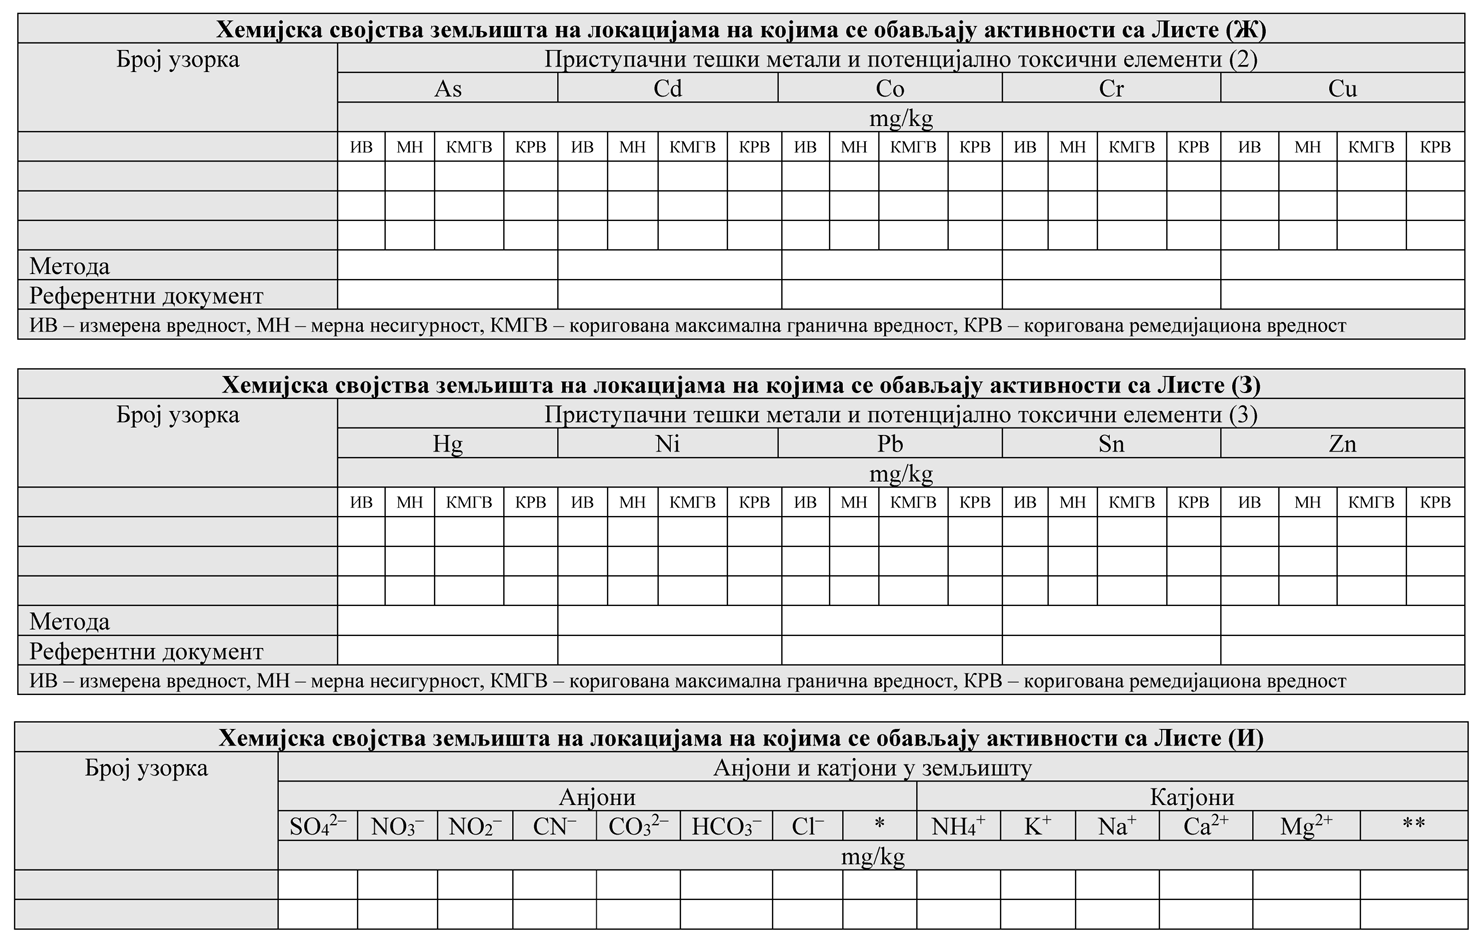 Хемијска својства земљишта на локацијама на којима се обављају активности са Листе (Ж)
Број узорка Приступачни тешки метали и потенцијално токсични елементи (2)
As Cd Co Cr Cu
mg/kg
ИВ МН КМГВ КРВ ИВ МН КМГВ КРВ ИВ МН КМГВ КРВ ИВ МН КМГВ КРВ ИВ МН КМГВ КРВ
Метода
Референтни документ
ИВ – измерена вредност, МН – мерна несигурност, КМГВ – коригована максимална гранична вредност, КРВ – коригована ремедијациона вредност
Хемијска својства земљишта на локацијама на којима се обављају активности са Листе (З)
Број узорка Приступачни тешки метали и потенцијално токсични елементи (3)
Hg Ni Pb Sn Zn
mg/kg
ИВ МН КМГВ КРВ ИВ МН КМГВ КРВ ИВ МН КМГВ КРВ ИВ МН КМГВ КРВ ИВ МН КМГВ КРВ
Метода
Референтни документ
ИВ – измерена вредност, МН – мерна несигурност, КМГВ – коригована максимална гранична вредност, КРВ – коригована ремедијациона вредност
Хемијска својства земљишта на локацијама на којима се обављају активности са Листе (И)
Број узорка Анјони и катјони у земљишту
Анјони Катјони
SO₄²⁻ NO₃⁻ NO₂⁻ CN⁻ CO₃²⁻ HCO₃⁻ Cl⁻ * NH₄⁺ K⁺ Na⁺ Ca²⁺ Mg²⁺ **
mg/kg